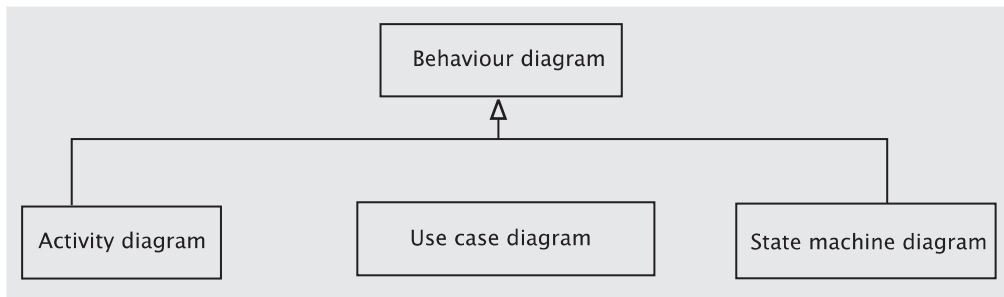 Behaviour diagram
Activity diagram
Use case diagram
State machine diagram